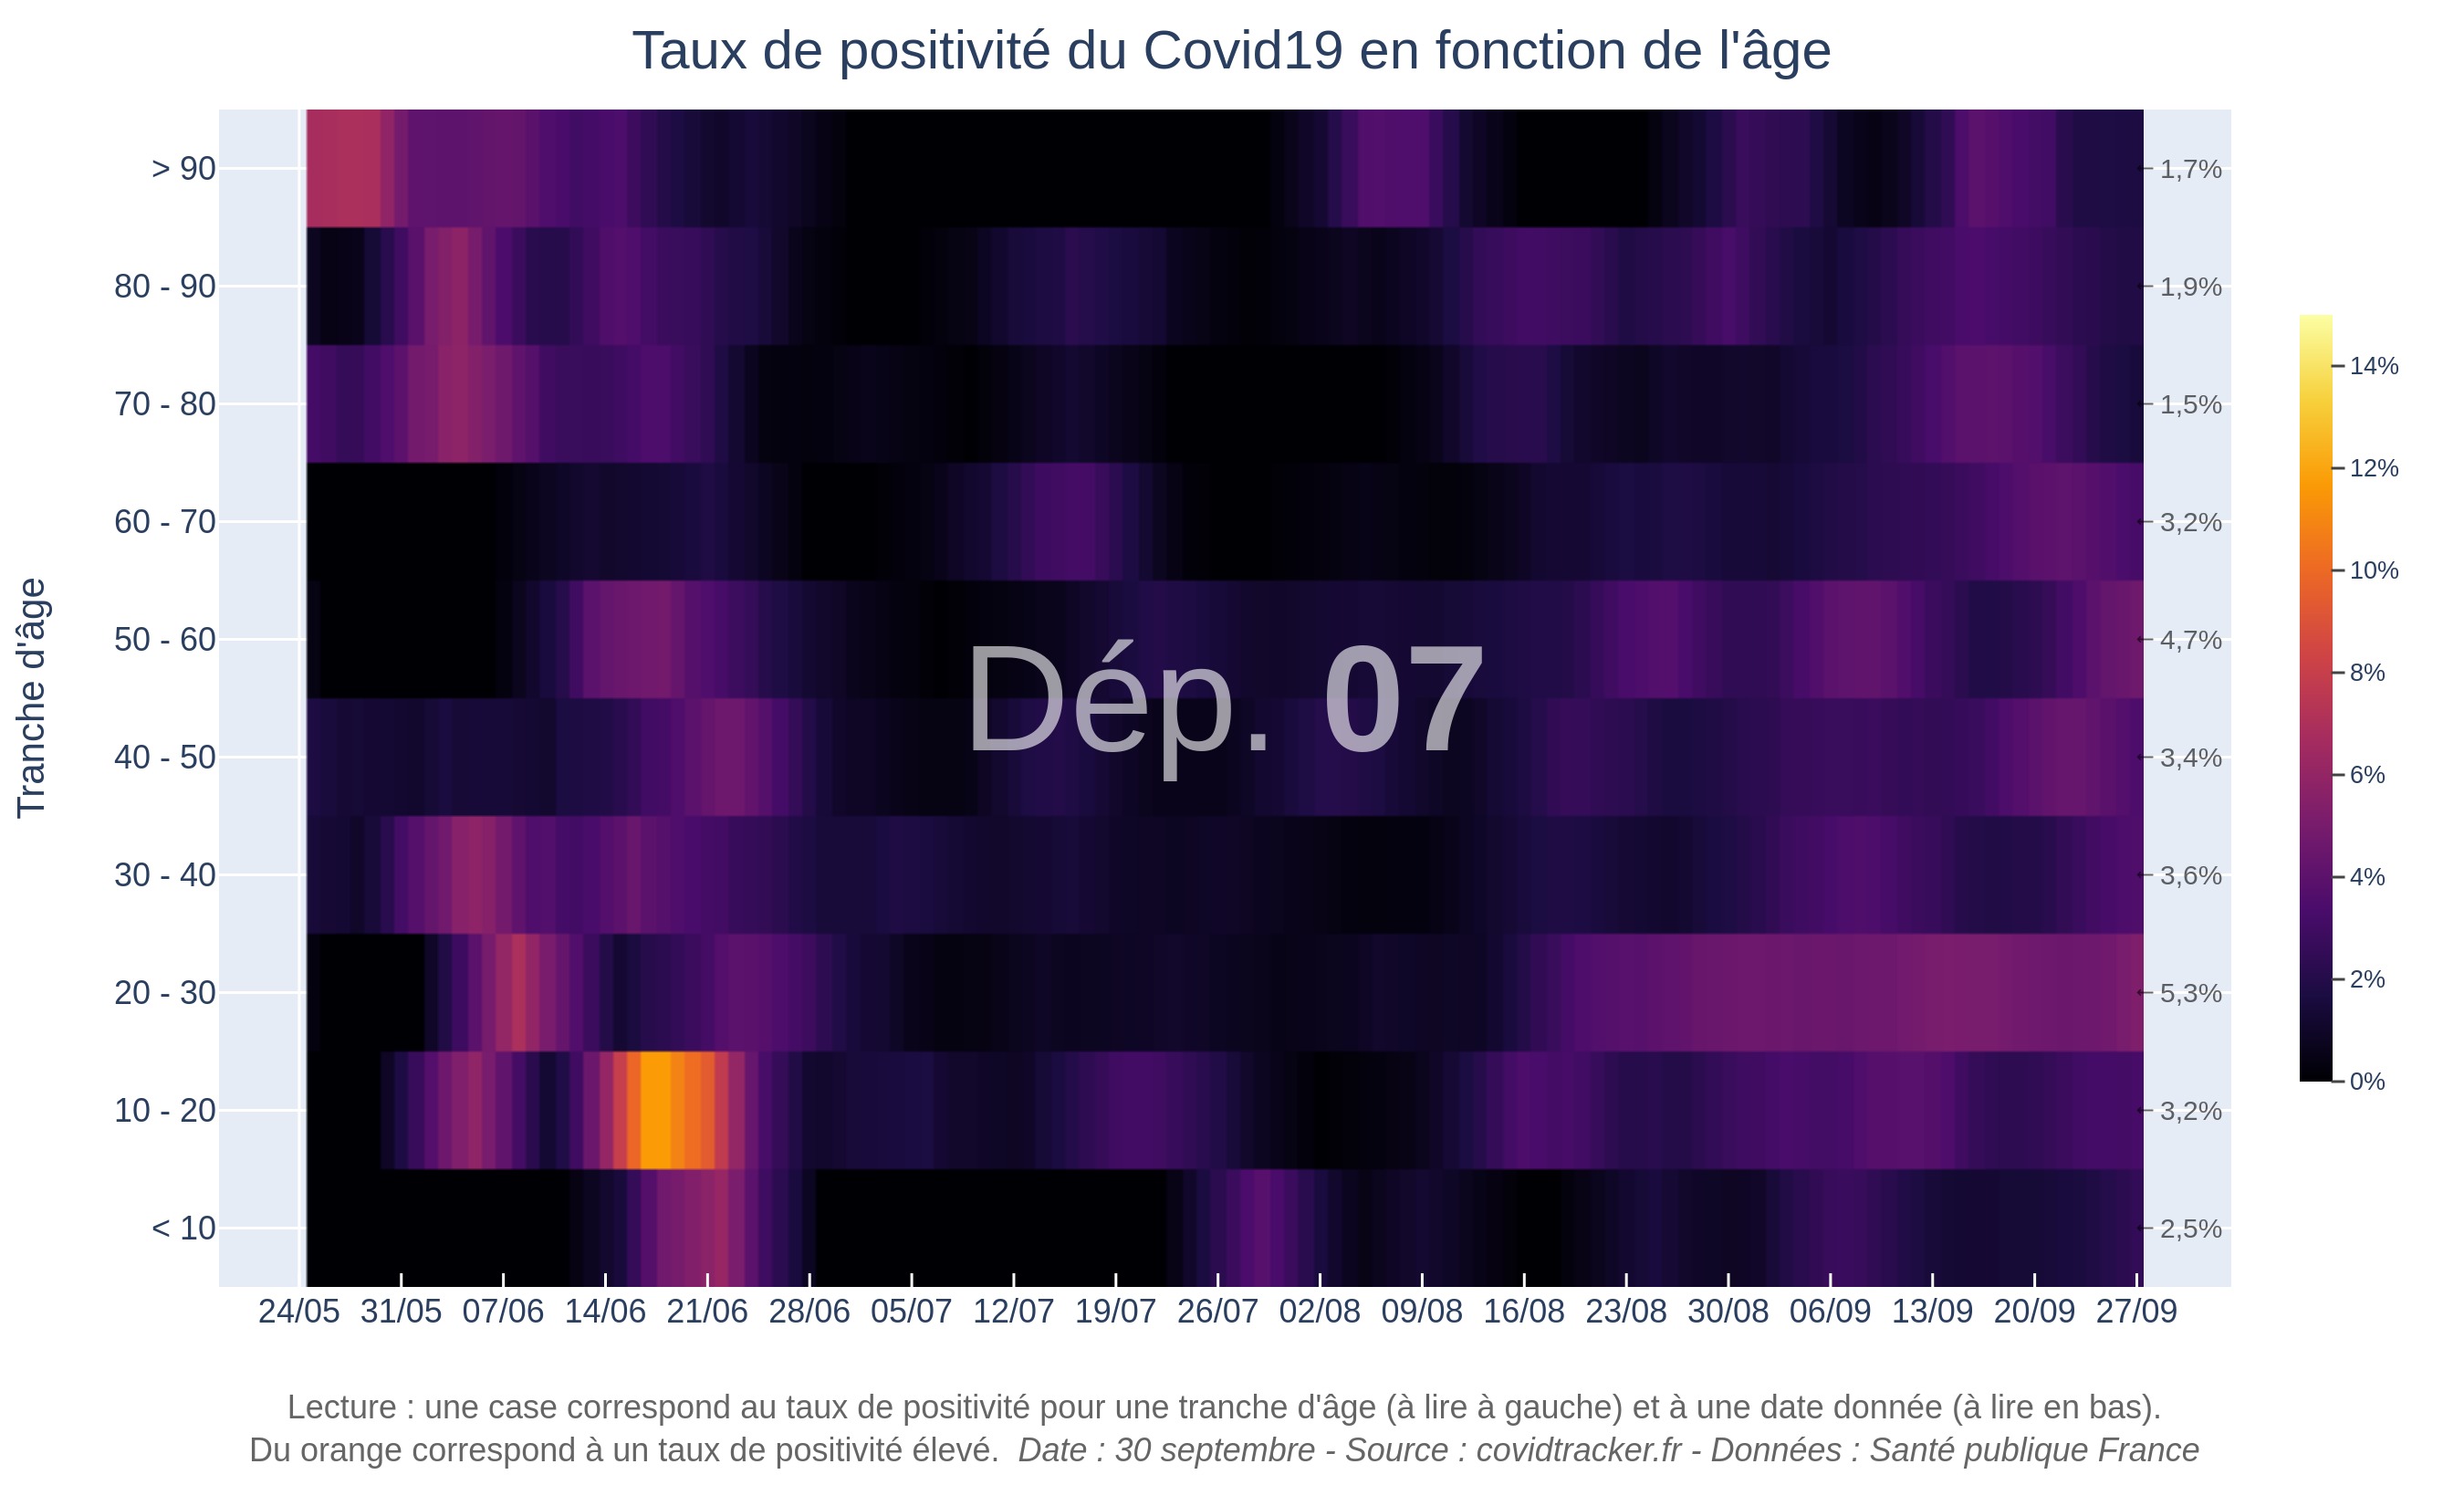 Taux de positivité du Covid19 en fonction de l'âge
Tranche d'âge
> 90
80 - 90
70 - 80
60 - 70
50 - 60
40 - 50
30 - 40
20 - 30
10 - 20
< 10
Dép. 07
1,7%
1,9%
1,5%
3,2%
4,7%
3,4%
3,6%
5,3%
3,2%
2,5%
14%
12%
10%
8%
6%
4%
2%
0%
24/05 31/05 07/06 14/06 21/06 28/06 05/07 12/07 19/07 26/07 02/08 09/08 16/08 23/08 30/08 06/09 13/09 20/09 27/09
Lecture : une case correspond au taux de positivité pour une tranche d'âge (à lire à gauche) et à une date donnée (à lire en bas).
Du orange correspond à un taux de positivité élevé. Date : 30 septembre - Source : covidtracker.fr - Données : Santé publique France